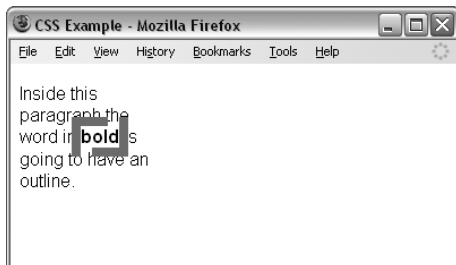 CSS Example - Mozilla Firefox
File Edit View History Bookmarks Tools Help
Inside this
paragraph the
word in bold is
going to have an
outline.